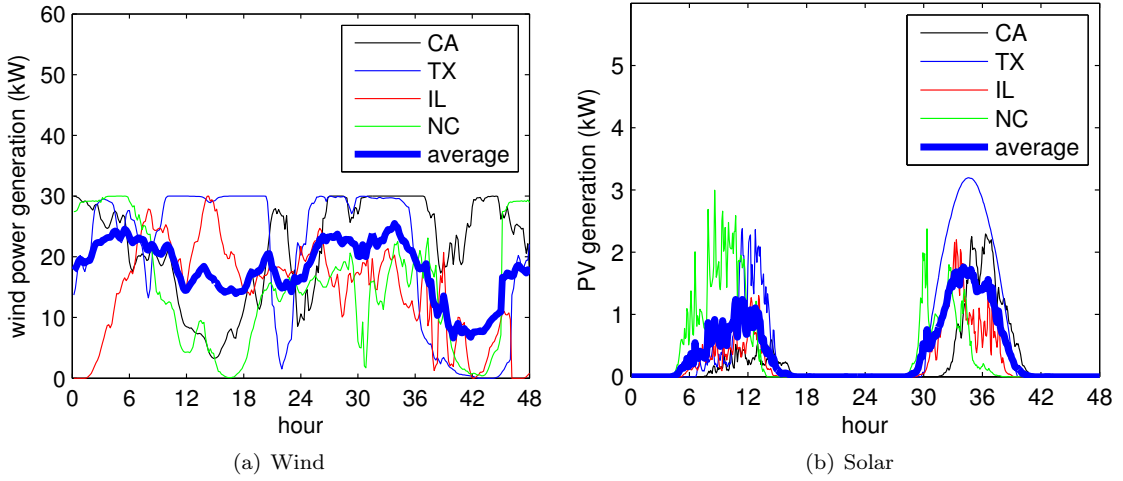 60
50
40
30
20
10
0
0 6 12 18 24 30 36 42 48
wind power generation (kW)
hour
CA
TX
IL
NC
average
(a) Wind
5
4
3
2
1
0
0 6 12 18 24 30 36 42 48
PV generation (kW)
hour
CA
TX
IL
NC
average
(b) Solar